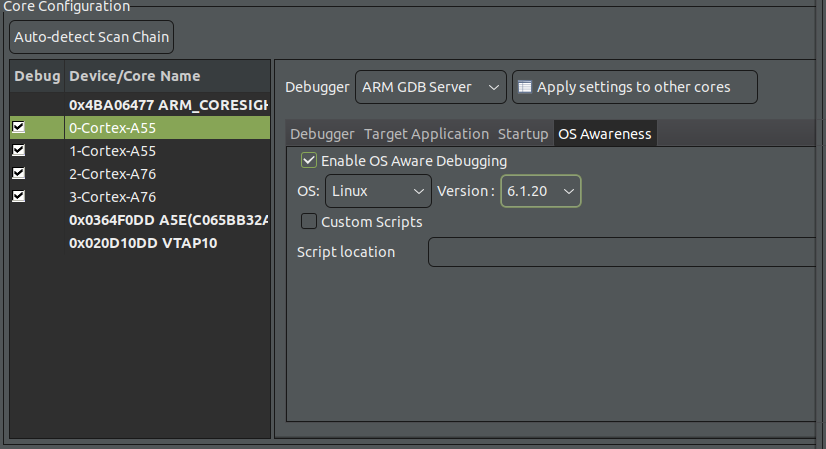 Core Configuration
Auto-detect Scan Chain
Debug Device/Core Name
0x4BA06477 ARM_CORESIGH
0-Cortex-A55
1-Cortex-A55
2-Cortex-A76
3-Cortex-A76
0x0364F0DD A5E(C065BB32A
0x020D10DD VTAP10
Debugger ARM GDB Server Apply settings to other cores
Debugger Target Application Startup OS Awareness
Enable OS Aware Debugging
OS: Linux Version : 6.1.20
Custom Scripts
Script location